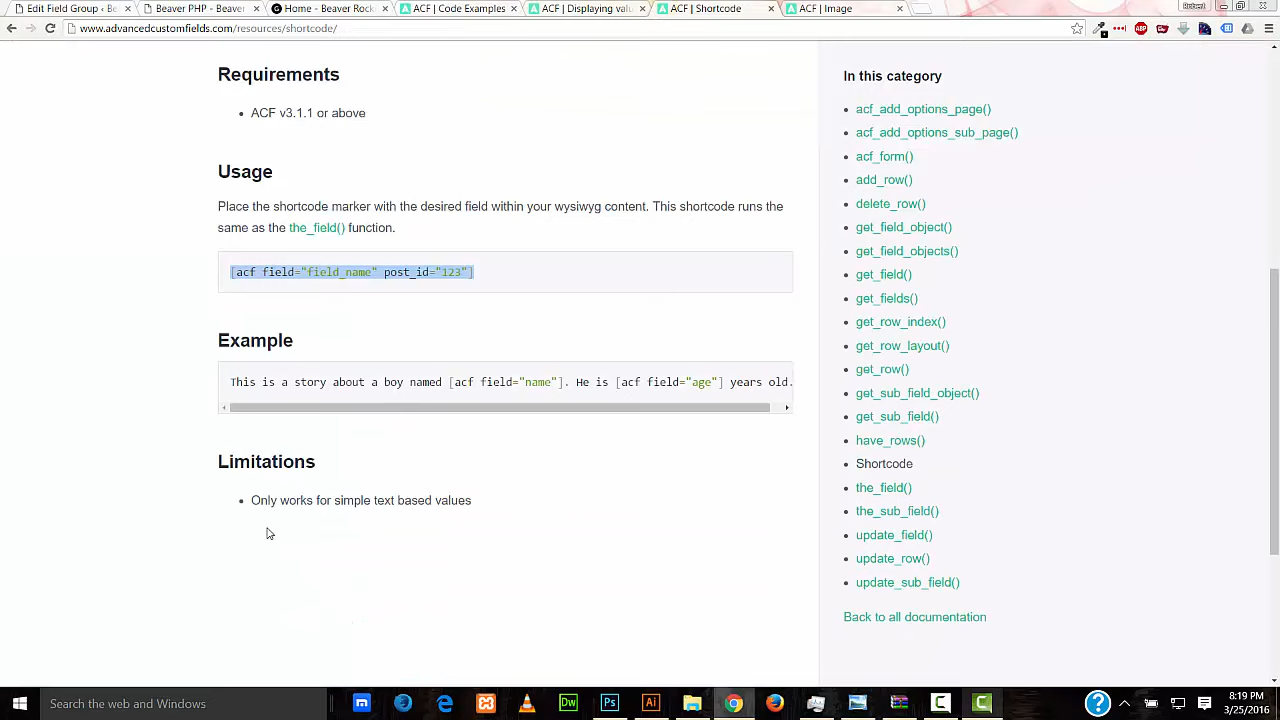 Edit Field Group ‹ Be
Beaver PHP - Beaver
Home - Beaver Rock
ACF | Code Examples
ACF | Displaying valu
ACF | Shortcode
ACF | Image
www.advancedcustomfields.com/resources/shortcode/
Requirements
ACF v3.1.1 or above
Usage
Place the shortcode marker with the desired field within your wysiwyg content. This shortcode runs the
same as the the_field() function.
[acf field="field_name" post_id="123"]
Example
This is a story about a boy named [acf field="name"]. He is [acf field="age"] years old.
Limitations
Only works for simple text based values
In this category
acf_add_options_page()
acf_add_options_sub_page()
acf_form()
add_row()
delete_row()
get_field_object()
get_field_objects()
get_field()
get_fields()
get_row_index()
get_row_layout()
get_row()
get_sub_field_object()
get_sub_field()
have_rows()
Shortcode
the_field()
the_sub_field()
update_field()
update_row()
update_sub_field()
Back to all documentation
Search the web and Windows
Dw
Ps
Ai
8:19 PM
3/25/2016